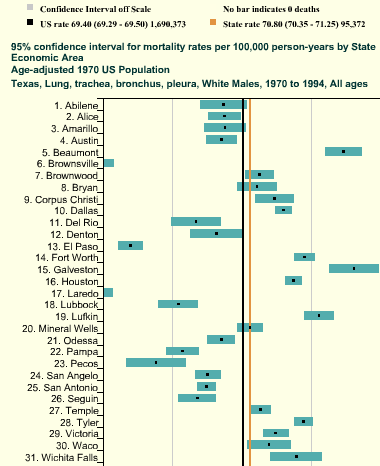 Confidence Interval off Scale
No bar indicates 0 deaths
US rate 69.40 (69.29 - 69.50) 1,690,373
State rate 70.80 (70.35 - 71.25) 95,372
95% confidence interval for mortality rates per 100,000 person-years by State
Economic Area
Age-adjusted 1970 US Population
Texas, Lung, trachea, bronchus, pleura, White Males, 1970 to 1994, All ages
1. Abilene
2. Alice
3. Amarillo
4. Austin
5. Beaumont
6. Brownsville
7. Brownwood
8. Bryan
9. Corpus Christi
10. Dallas
11. Del Rio
12. Denton
13. El Paso
14. Fort Worth
15. Galveston
16. Houston
17. Laredo
18. Lubbock
19. Lufkin
20. Mineral Wells
21. Odessa
22. Pampa
23. Pecos
24. San Angelo
25. San Antonio
26. Seguin
27. Temple
28. Tyler
29. Victoria
30. Waco
31. Wichita Falls